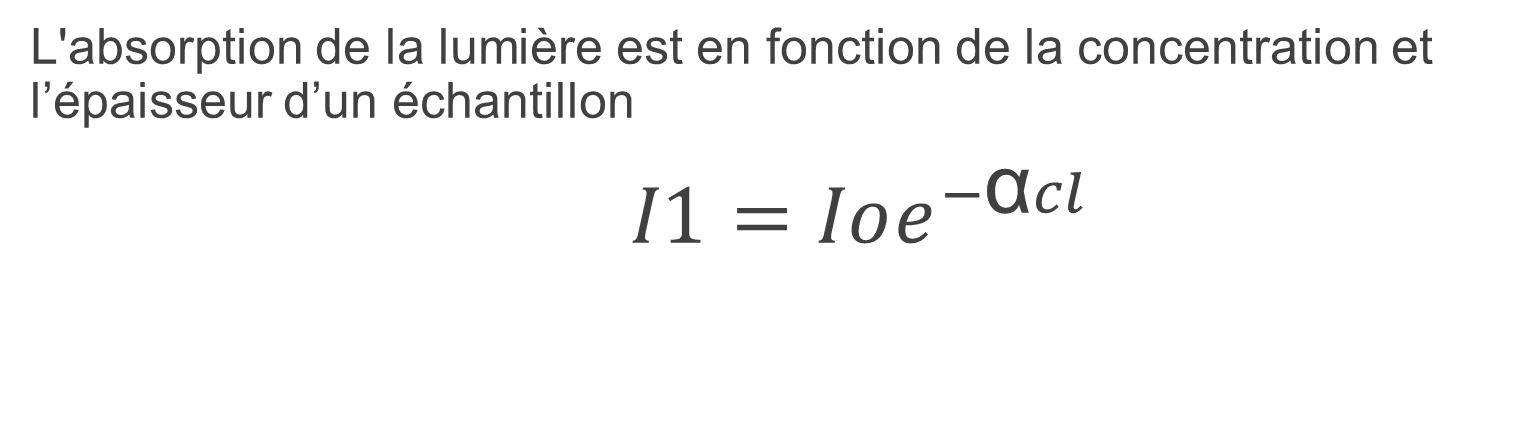 L'absorption de la lumière est en fonction de la concentration et
l’épaisseur d’un échantillon
I1 = Ioe^−αcl